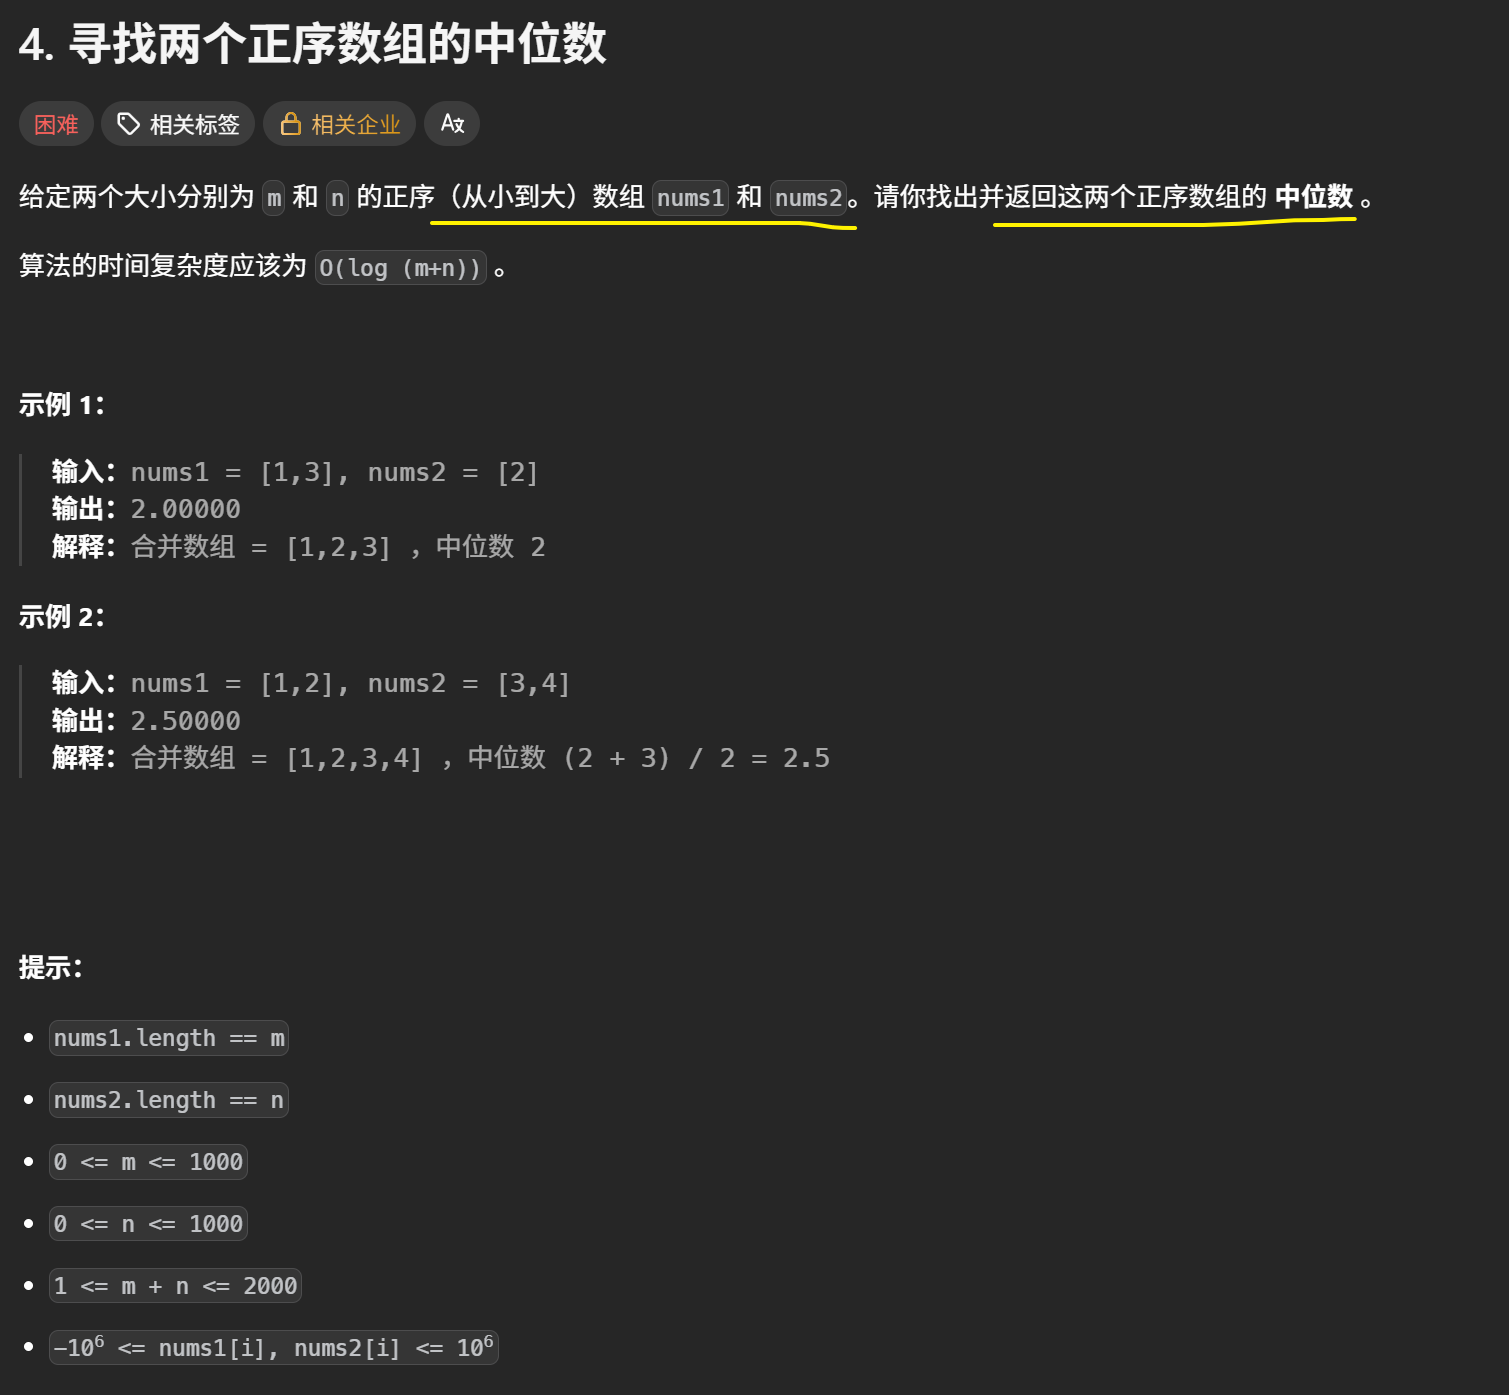 4. 寻找两个正序数组的中位数
困难 相关标签 相关企业 A文
给定两个大小分别为 m 和 n 的正序（从小到大）数组 nums1 和 nums2。请你找出并返回这两个正序数组的 中位数 。
算法的时间复杂度应该为 O(log (m+n)) 。
示例 1：
输入：nums1 = [1,3], nums2 = [2]
输出：2.00000
解释：合并数组 = [1,2,3] ，中位数 2
示例 2：
输入：nums1 = [1,2], nums2 = [3,4]
输出：2.50000
解释：合并数组 = [1,2,3,4] ，中位数 (2 + 3) / 2 = 2.5
提示：
nums1.length == m
nums2.length == n
0 <= m <= 1000
0 <= n <= 1000
1 <= m + n <= 2000
-10⁶ <= nums1[i], nums2[i] <= 10⁶